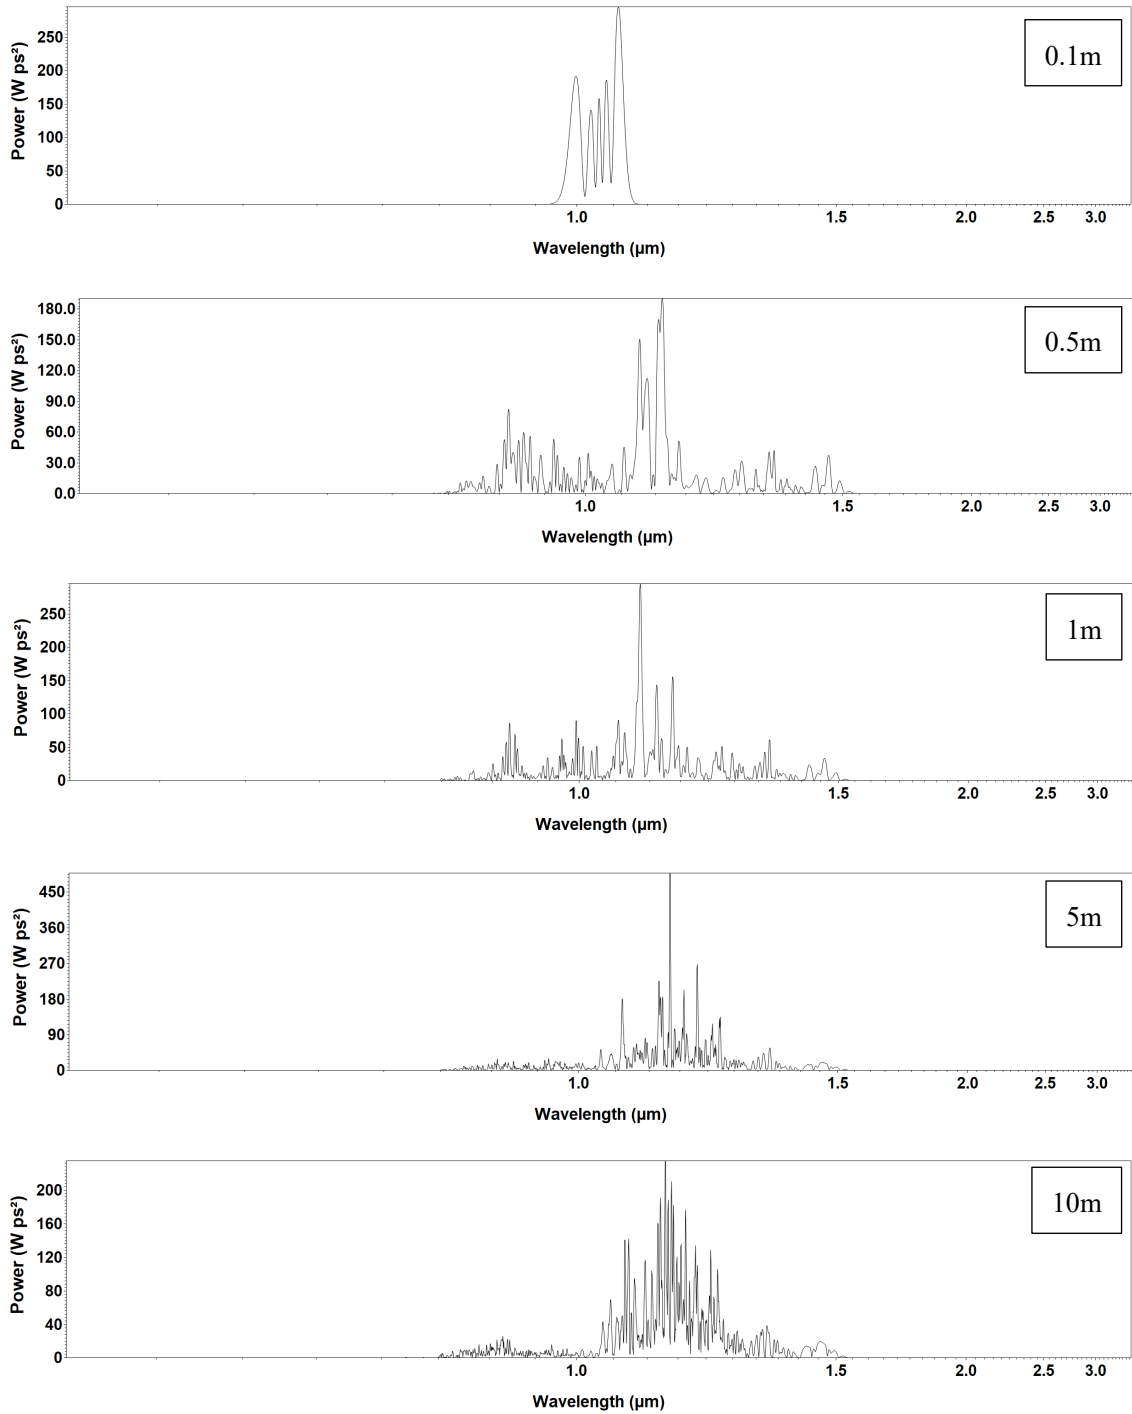 0.1m
Power (W ps²)
250
200
150
100
50
0
1.0 1.5 2.0 2.5 3.0
Wavelength (µm)
0.5m
Power (W ps²)
180.0
150.0
120.0
90.0
60.0
30.0
0.0
1.0 1.5 2.0 2.5 3.0
Wavelength (µm)
1m
Power (W ps²)
250
200
150
100
50
0
1.0 1.5 2.0 2.5 3.0
Wavelength (µm)
5m
Power (W ps²)
450
360
270
180
90
0
1.0 1.5 2.0 2.5 3.0
Wavelength (µm)
10m
Power (W ps²)
200
160
120
80
40
0
1.0 1.5 2.0 2.5 3.0
Wavelength (µm)